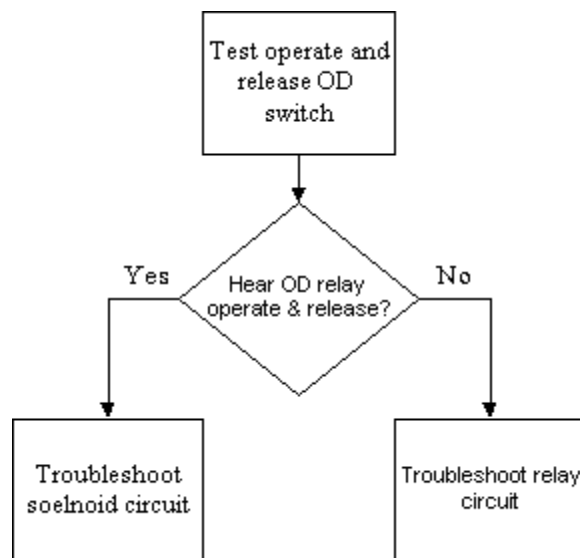 Test operate and
release OD
switch
Yes
No
Hear OD relay
operate & release?
Troubleshoot
soelnoid circuit
Troubleshoot relay
circuit